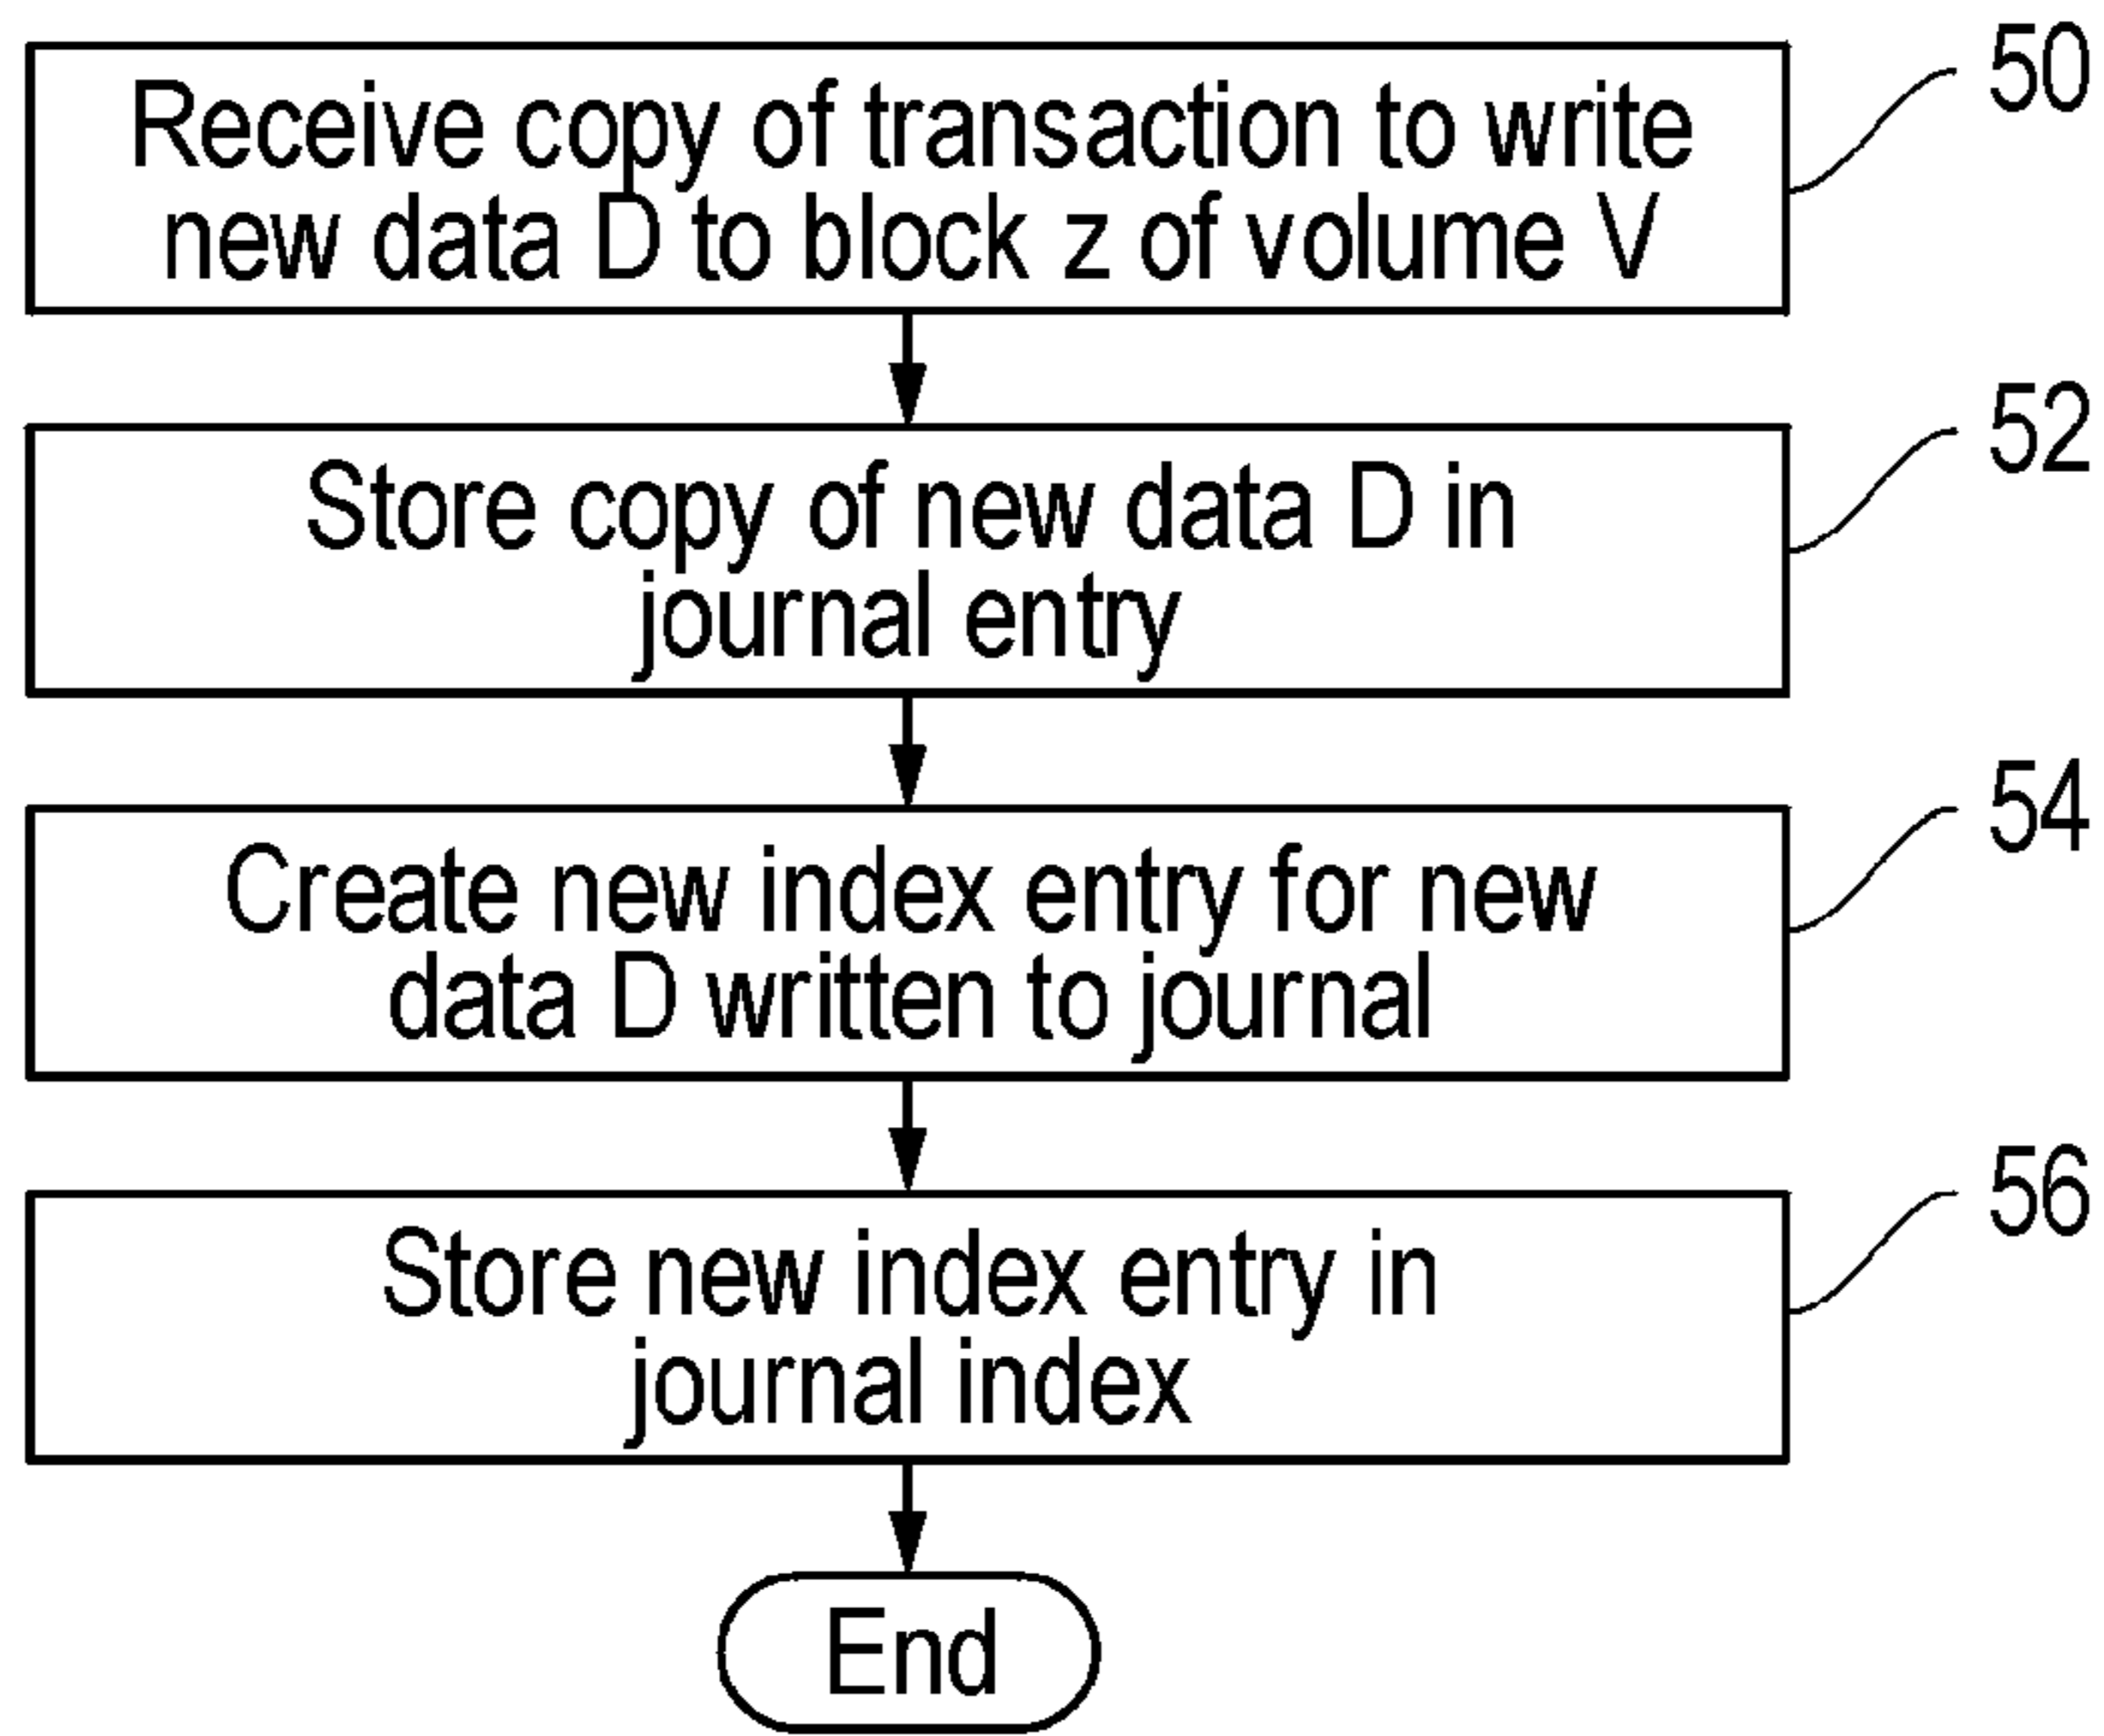 Receive copy of transaction to write
new data D to block z of volume V
50
Store copy of new data D in
journal entry
52
Create new index entry for new
data D written to journal
54
Store new index entry in
journal index
56
End